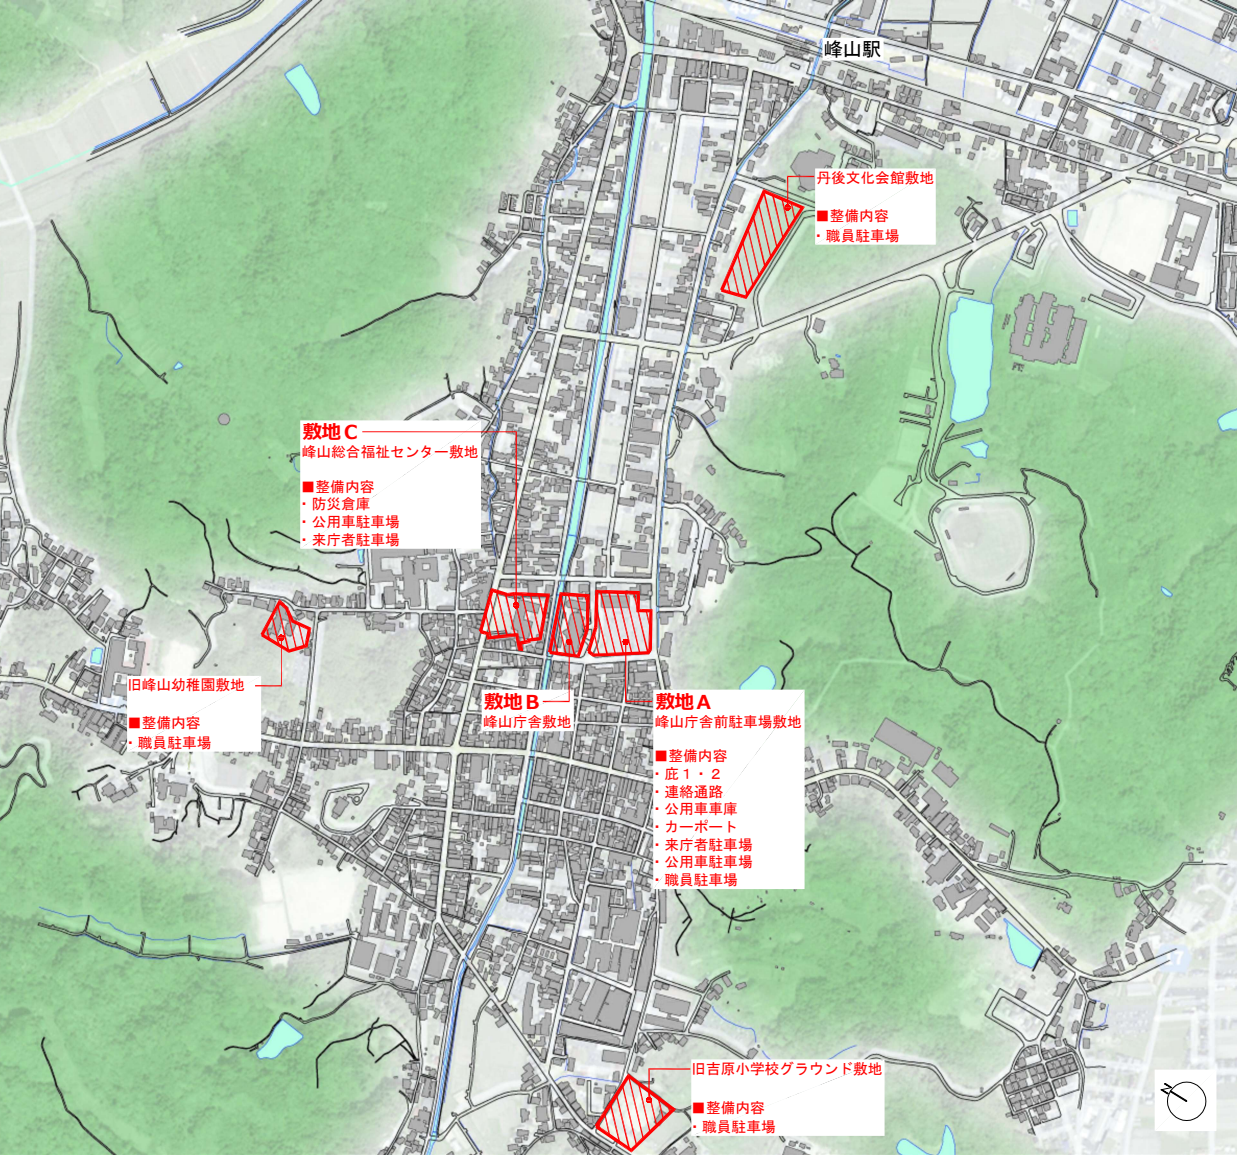 峰山駅
丹後文化会館敷地
■整備内容
・職員駐車場
敷地C
峰山総合福祉センター敷地
■整備内容
・防災倉庫
・公用車駐車場
・来庁者駐車場
旧峰山幼稚園敷地
■整備内容
・職員駐車場
敷地B
峰山庁舎敷地
敷地A
峰山庁舎前駐車場敷地
■整備内容
・庇１・２
・連絡通路
・公用車車庫
・カーポート
・来庁者駐車場
・公用車駐車場
・職員駐車場
旧吉原小学校グラウンド敷地
■整備内容
・職員駐車場
N